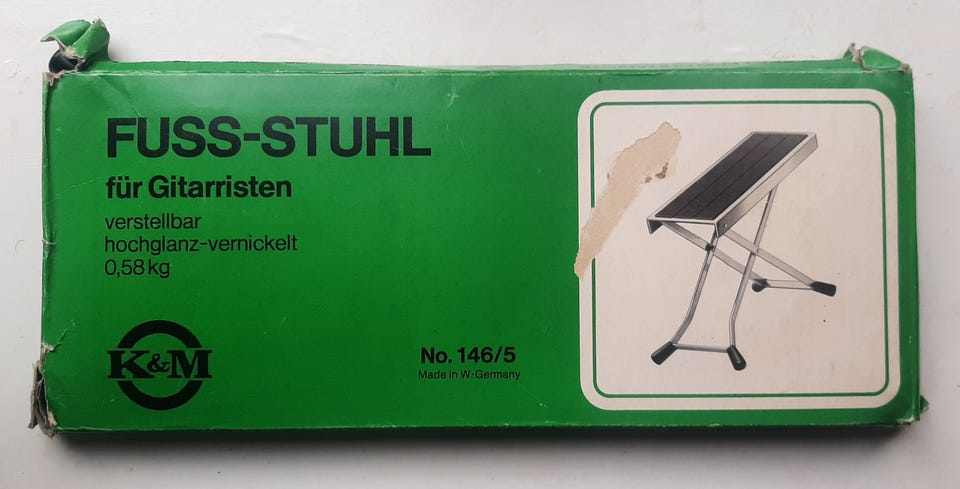 FUSS-STUHL
für Gitarristen
verstellbar
hochglanz-vernickelt
0,58 kg
K&M
No. 146/5
Made in W-Germany